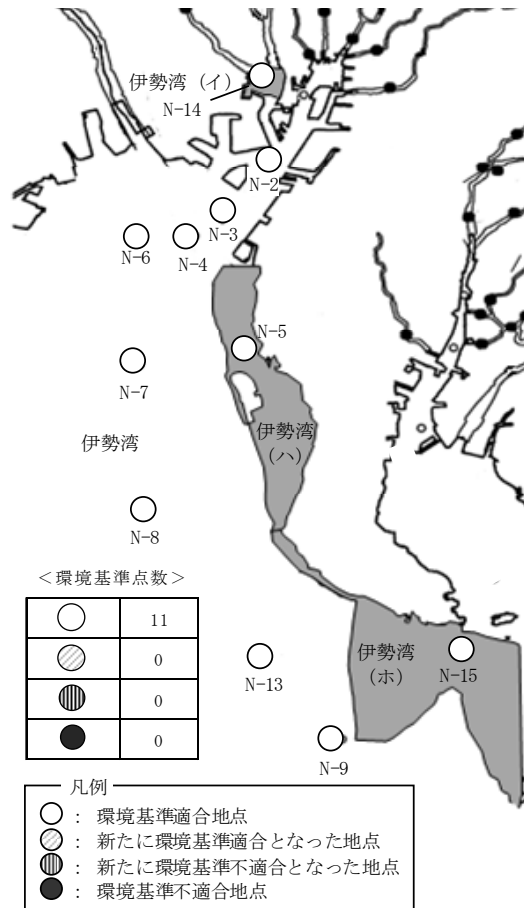 伊勢湾（イ）
N-14
N-2
N-3
N-6
N-4
N-5
N-7
伊勢湾
（ハ）
伊勢湾
N-8
＜環境基準点数＞
11
0
0
0
伊勢湾
（ホ）
N-13
N-15
N-9
凡例
： 環境基準適合地点
： 新たに環境基準適合となった地点
： 新たに環境基準不適合となった地点
： 環境基準不適合地点